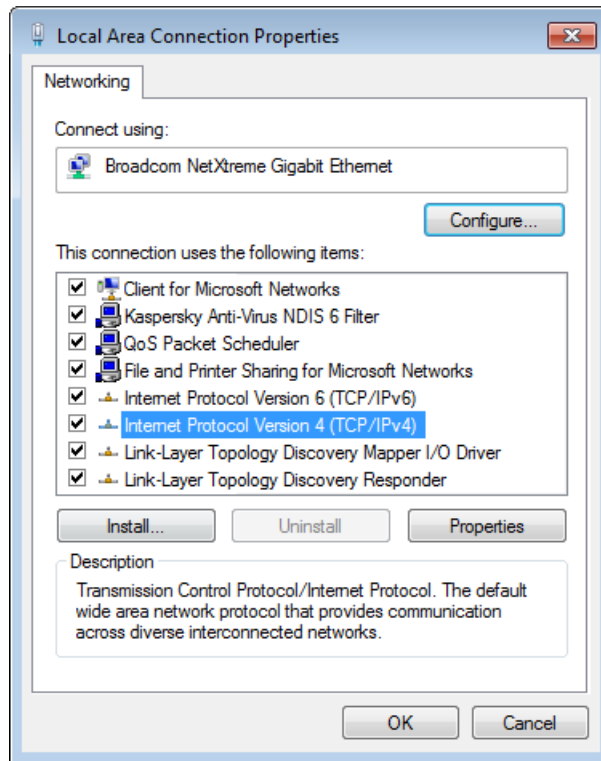 Local Area Connection Properties
Networking
Connect using:
Broadcom NetXtreme Gigabit Ethernet
Configure...
This connection uses the following items:
Client for Microsoft Networks
Kaspersky Anti-Virus NDIS 6 Filter
QoS Packet Scheduler
File and Printer Sharing for Microsoft Networks
Internet Protocol Version 6 (TCP/IPv6)
Internet Protocol Version 4 (TCP/IPv4)
Link-Layer Topology Discovery Mapper I/O Driver
Link-Layer Topology Discovery Responder
Install... Uninstall Properties
Description
Transmission Control Protocol/Internet Protocol. The default
wide area network protocol that provides communication
across diverse interconnected networks.
OK Cancel